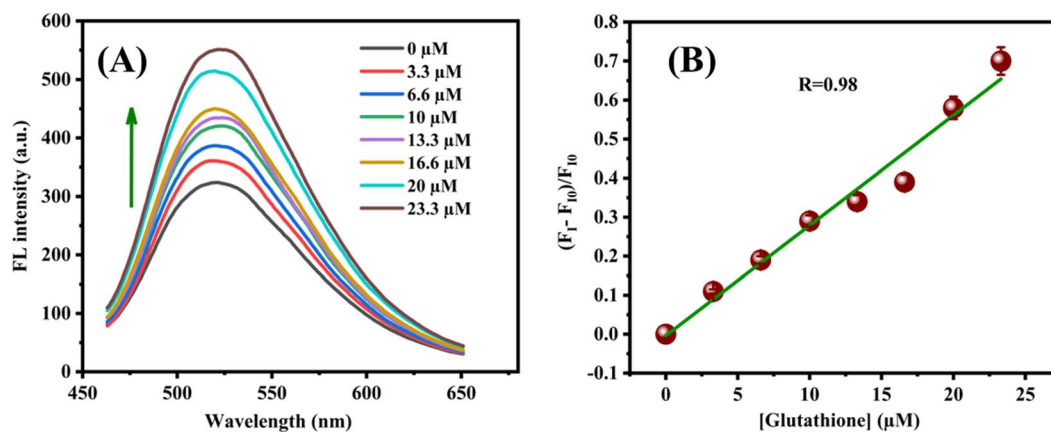 (A)
FL intensity (a.u.)
600
500
400
300
200
100
0
0 µM
3.3 µM
6.6 µM
10 µM
13.3 µM
16.6 µM
20 µM
23.3 µM
450
500
550
600
650
Wavelength (nm)
(B)
R=0.98
(F_I - F_I0)/F_I0
0.8
0.7
0.6
0.5
0.4
0.3
0.2
0.1
0.0
-0.1
0
5
10
15
20
25
[Glutathione] (µM)